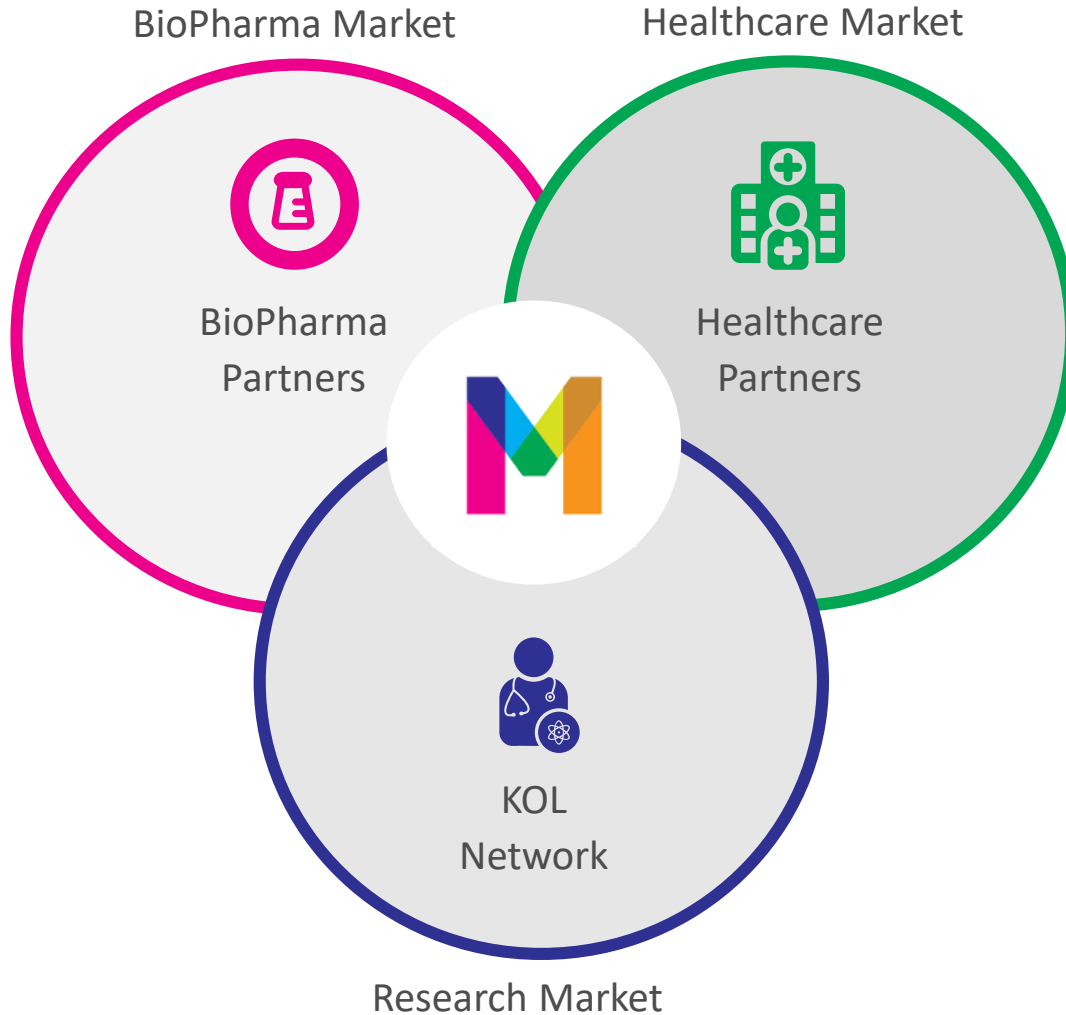 BioPharma Market
Healthcare Market
BioPharma
Partners
Healthcare
Partners
M
KOL
Network
Research Market